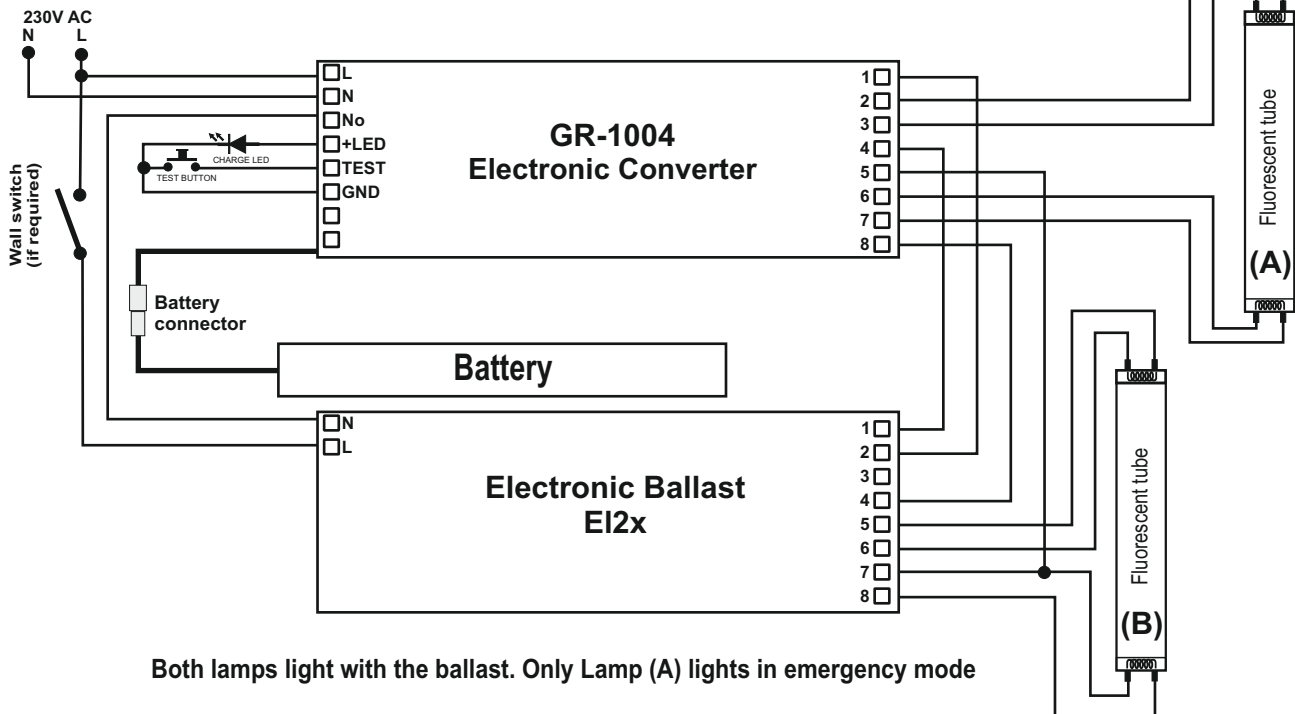 230V AC
N L
L
N
No
+LED
TEST
GND
CHARGE LED
TEST BUTTON
GR-1004
Electronic Converter
1
2
3
4
5
6
7
8
Fluorescent tube
(A)
Wall switch
(if required)
Battery
connector
Battery
N
L
Electronic Ballast
El2x
1
2
3
4
5
6
7
8
Fluorescent tube
(B)
Both lamps light with the ballast. Only Lamp (A) lights in emergency mode